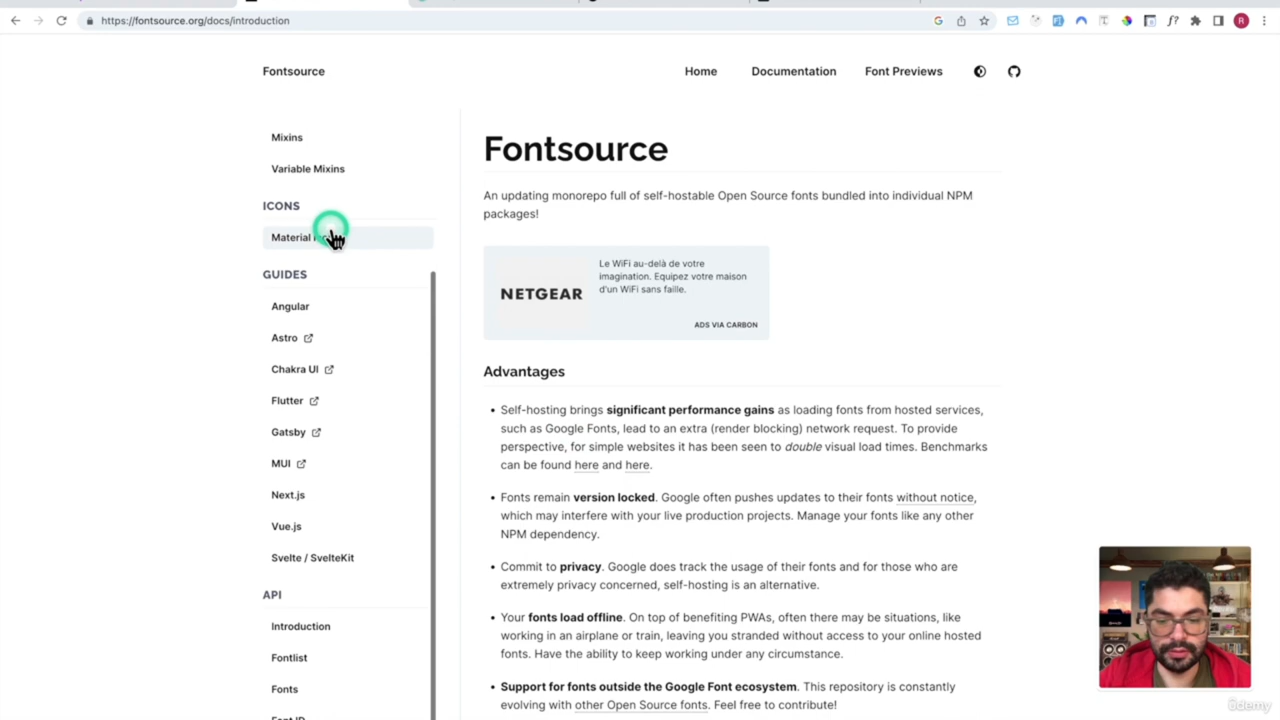 https://fontsource.org/docs/introduction
Fontsource
Home
Documentation
Font Previews
Mixins
Variable Mixins
ICONS
Material
GUIDES
Angular
Astro
Chakra UI
Flutter
Gatsby
MUI
Next.js
Vue.js
Svelte / SvelteKit
API
Introduction
Fontlist
Fonts
Font ID
Fontsource
An updating monorepo full of self-hostable Open Source fonts bundled into individual NPM
packages!
NETGEAR
Le WiFi au-delà de votre
imagination. Equipez votre maison
d'un WiFi sans faille.
ADS VIA CARBON
Advantages
• Self-hosting brings significant performance gains as loading fonts from hosted services,
such as Google Fonts, lead to an extra (render blocking) network request. To provide
perspective, for simple websites it has been seen to double visual load times. Benchmarks
can be found here and here.
• Fonts remain version locked. Google often pushes updates to their fonts without notice,
which may interfere with your live production projects. Manage your fonts like any other
NPM dependency.
• Commit to privacy. Google does track the usage of their fonts and for those who are
extremely privacy concerned, self-hosting is an alternative.
• Your fonts load offline. On top of benefiting PWAs, often there may be situations, like
working in an airplane or train, leaving you stranded without access to your online hosted
fonts. Have the ability to keep working under any circumstance.
• Support for fonts outside the Google Font ecosystem. This repository is constantly
evolving with other Open Source fonts. Feel free to contribute!
ûdemy